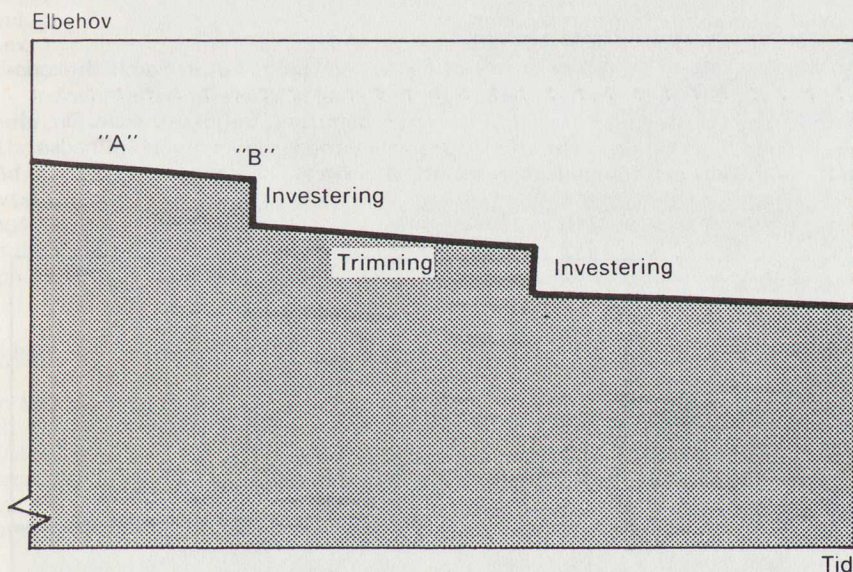 Elbehov
"A"
"B"
Investering
Trimning
Investering
Tid